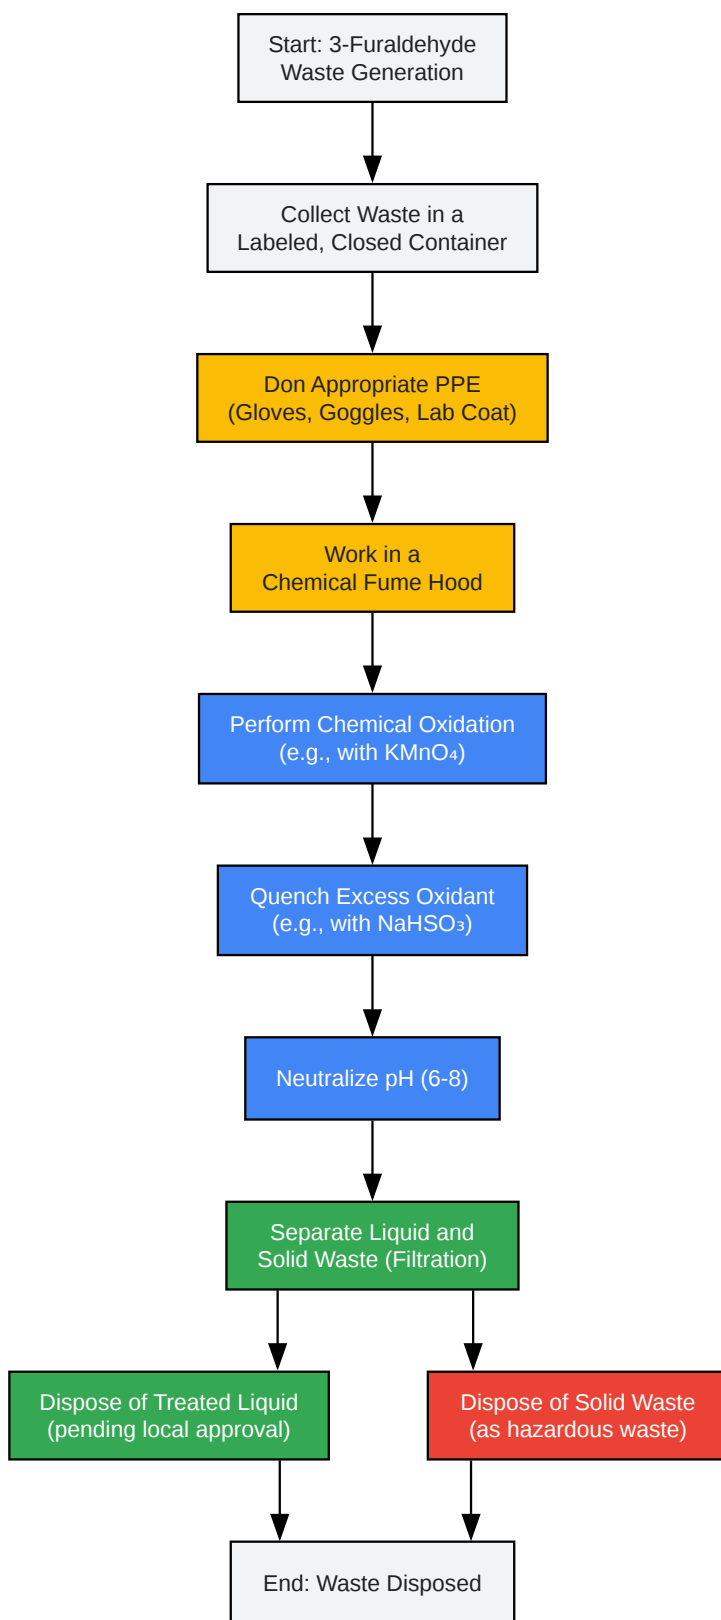 Start: 3-Furaldehyde
Waste Generation
Collect Waste in a
Labeled, Closed Container
Don Appropriate PPE
(Gloves, Goggles, Lab Coat)
Work in a
Chemical Fume Hood
Perform Chemical Oxidation
(e.g., with KMnO₄)
Quench Excess Oxidant
(e.g., with NaHSO₃)
Neutralize pH (6-8)
Separate Liquid and
Solid Waste (Filtration)
Dispose of Treated Liquid
(pending local approval)
Dispose of Solid Waste
(as hazardous waste)
End: Waste Disposed